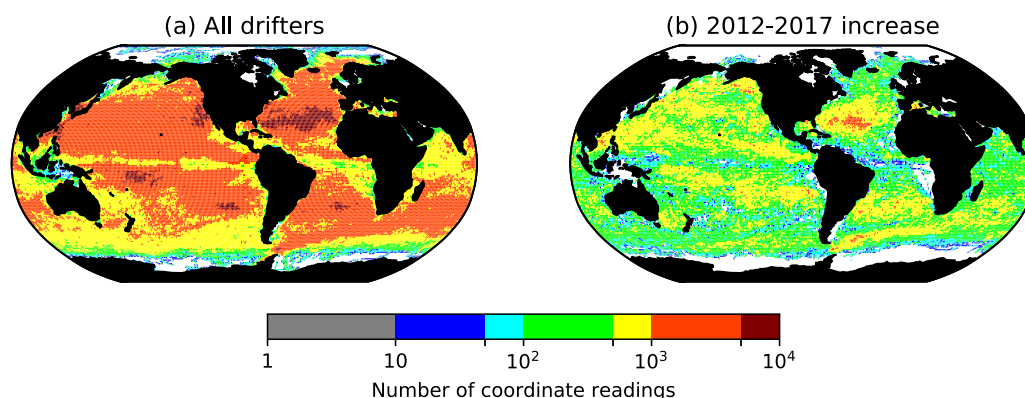 (a) All drifters
(b) 2012-2017 increase
1 10 10² 10³ 10⁴
Number of coordinate readings